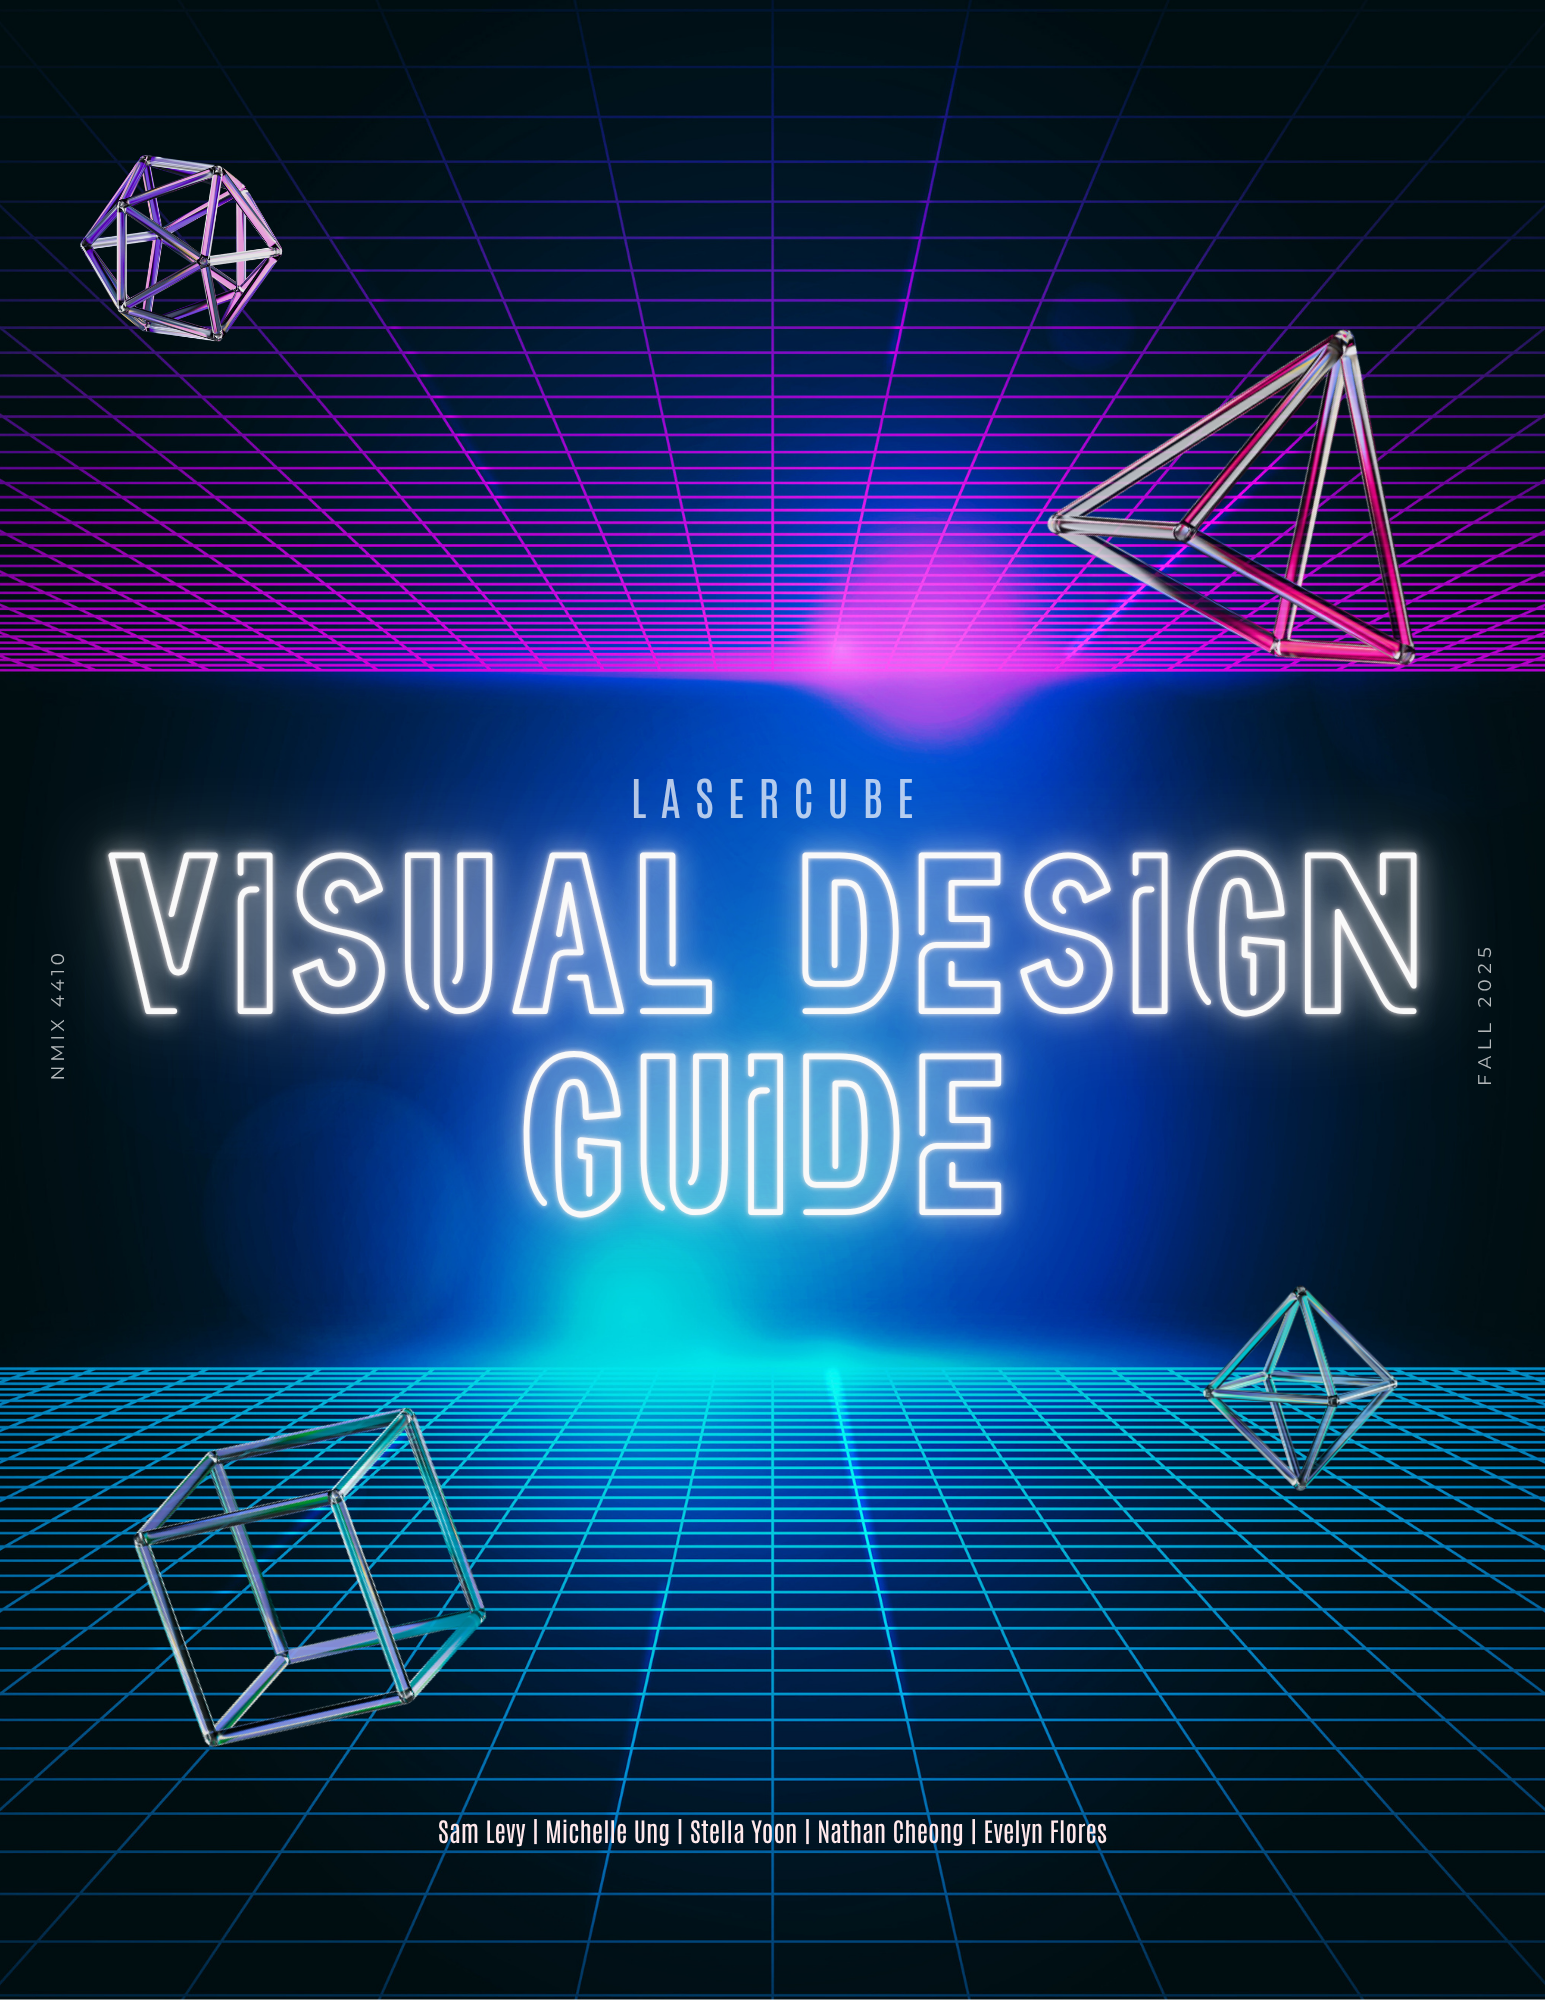 LASERCUBE
VISUAL DESIGN
GUIDE
NMIX 4410
FALL 2025
Sam Levy | Michelle Ung | Stella Yoon | Nathan Cheong | Evelyn Flores